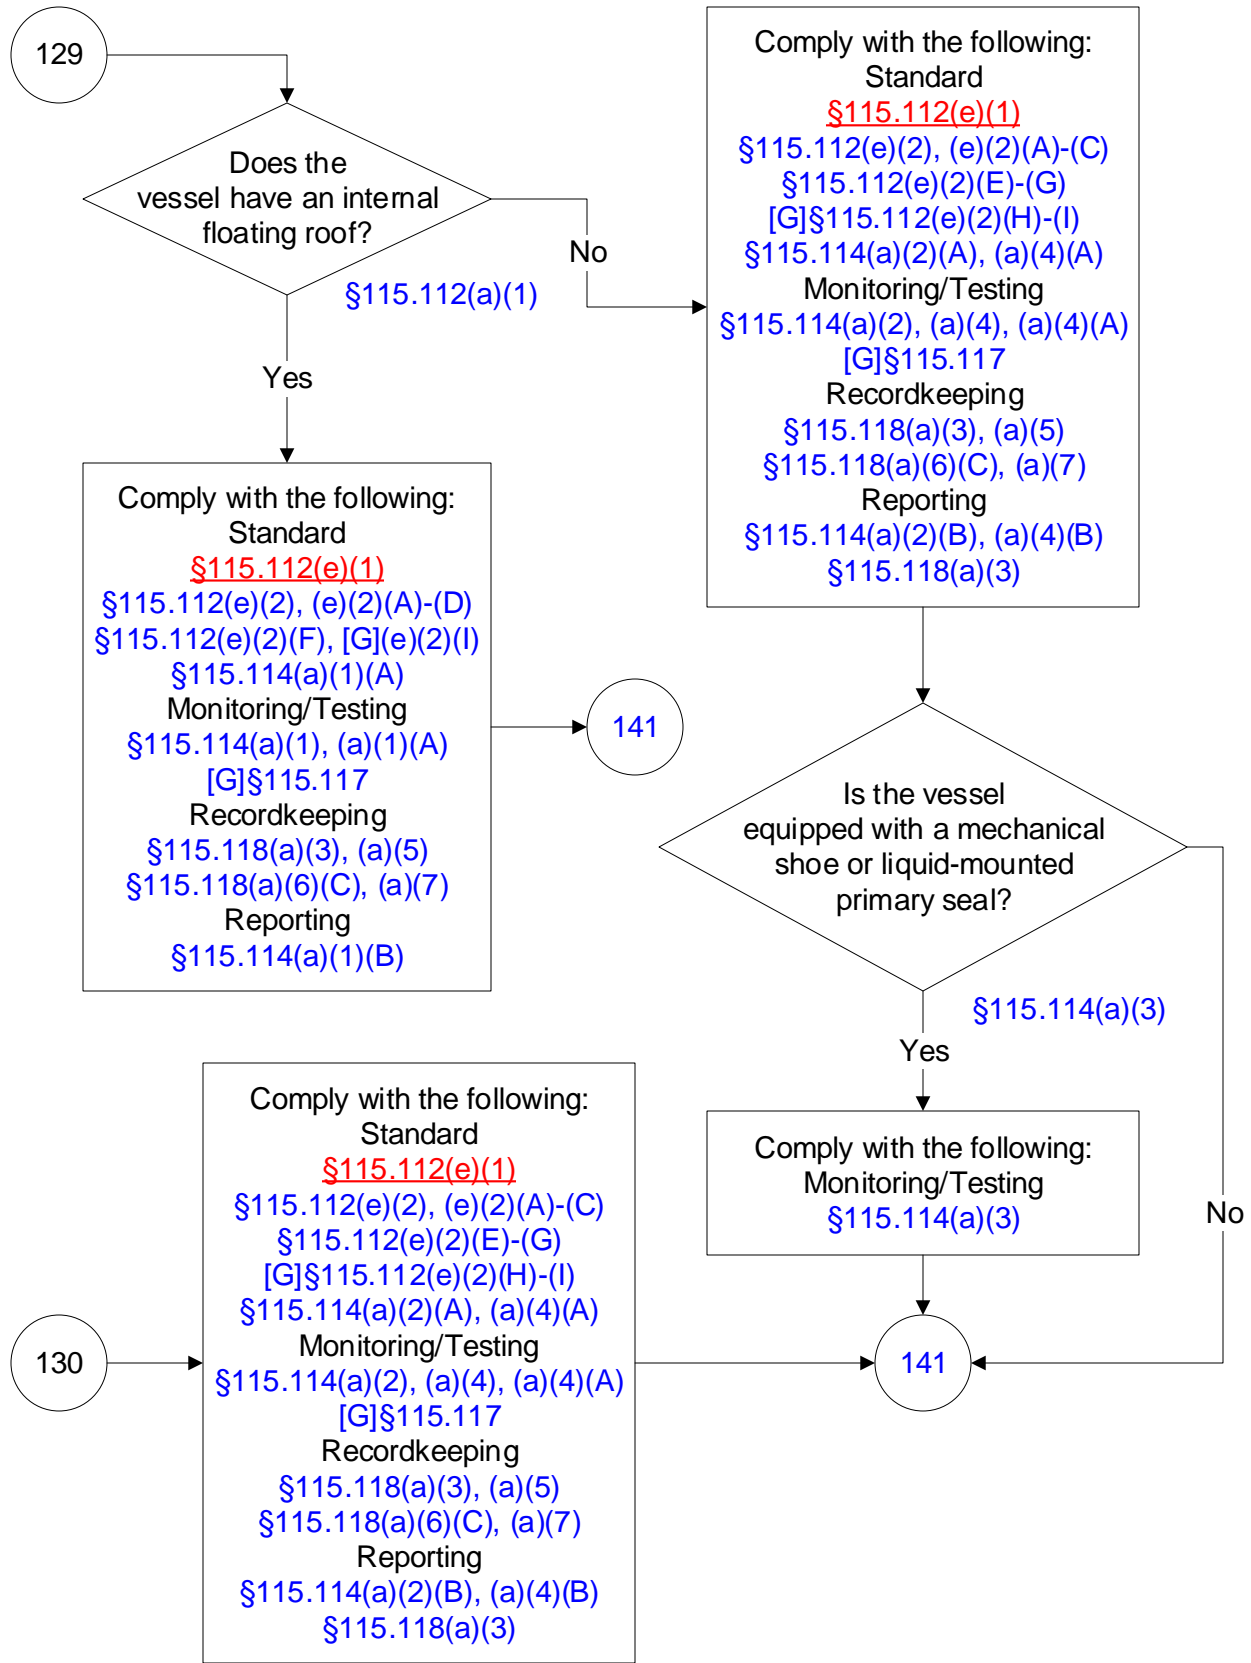 129
Does the
vessel have an internal
floating roof?
§115.112(a)(1)
No
Yes
Comply with the following:
Standard
§115.112(e)(1)
§115.112(e)(2), (e)(2)(A)-(C)
§115.112(e)(2)(E)-(G)
[G]§115.112(e)(2)(H)-(I)
§115.114(a)(2)(A), (a)(4)(A)
Monitoring/Testing
§115.114(a)(2), (a)(4), (a)(4)(A)
[G]§115.117
Recordkeeping
§115.118(a)(3), (a)(5)
§115.118(a)(6)(C), (a)(7)
Reporting
§115.114(a)(2)(B), (a)(4)(B)
§115.118(a)(3)
Comply with the following:
Standard
§115.112(e)(1)
§115.112(e)(2), (e)(2)(A)-(D)
§115.112(e)(2)(F), [G](e)(2)(I)
§115.114(a)(1)(A)
Monitoring/Testing
§115.114(a)(1), (a)(1)(A)
[G]§115.117
Recordkeeping
§115.118(a)(3), (a)(5)
§115.118(a)(6)(C), (a)(7)
Reporting
§115.114(a)(1)(B)
141
Is the vessel
equipped with a mechanical
shoe or liquid-mounted
primary seal?
§115.114(a)(3)
Yes
No
Comply with the following:
Monitoring/Testing
§115.114(a)(3)
130
Comply with the following:
Standard
§115.112(e)(1)
§115.112(e)(2), (e)(2)(A)-(C)
§115.112(e)(2)(E)-(G)
[G]§115.112(e)(2)(H)-(I)
§115.114(a)(2)(A), (a)(4)(A)
Monitoring/Testing
§115.114(a)(2), (a)(4), (a)(4)(A)
[G]§115.117
Recordkeeping
§115.118(a)(3), (a)(5)
§115.118(a)(6)(C), (a)(7)
Reporting
§115.114(a)(2)(B), (a)(4)(B)
§115.118(a)(3)
141